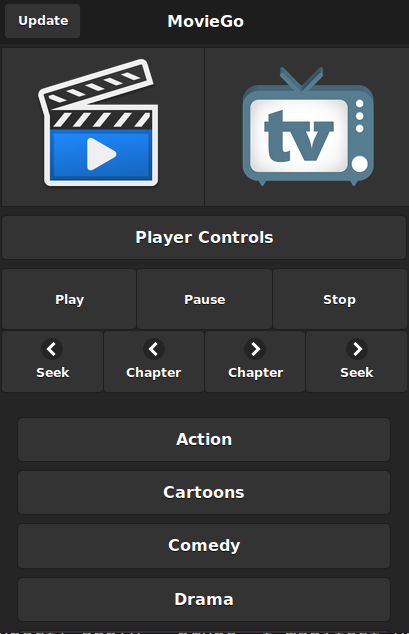 Update MovieGo
tv
Player Controls
Play Pause Stop
Seek Chapter Chapter Seek
Action
Cartoons
Comedy
Drama